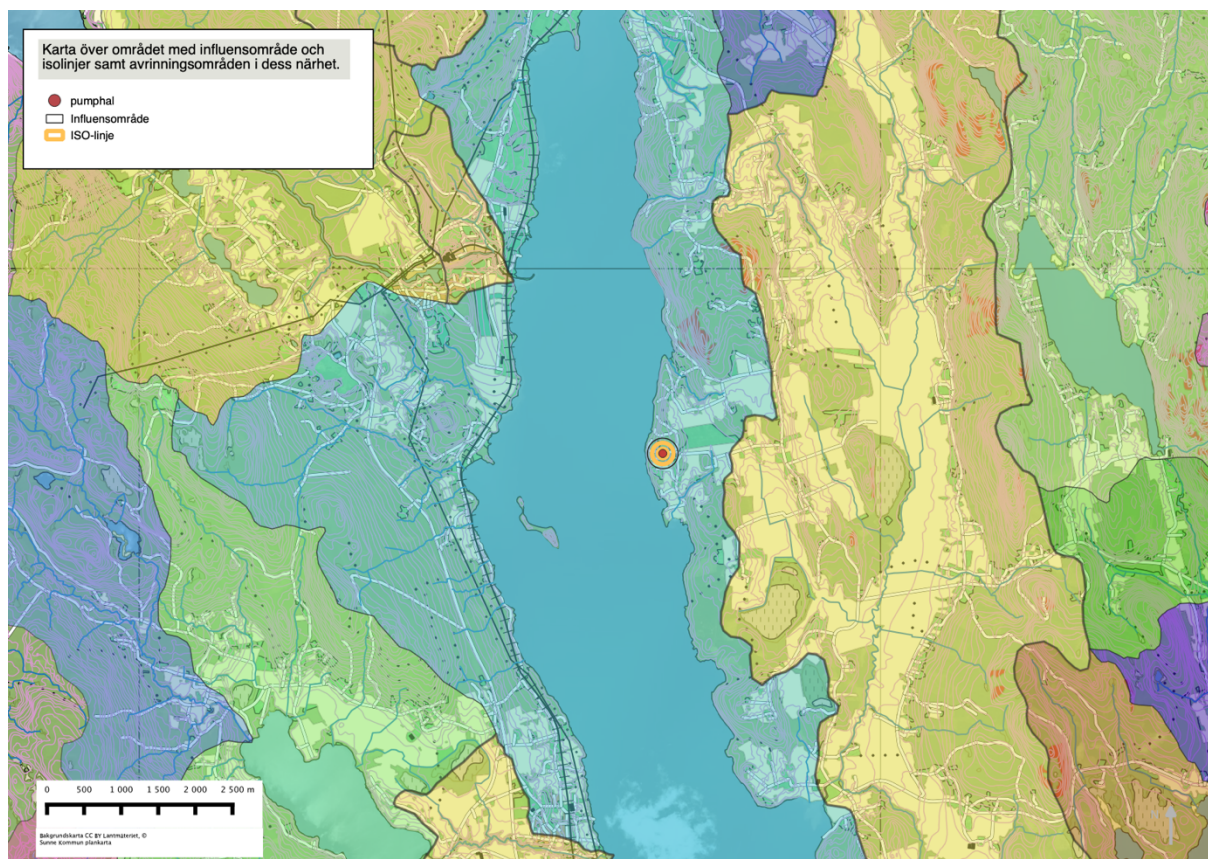 Karta över området med influensområde och
isolinjer samt avrinningsområden i dess närhet.
pumphal
Influensområde
ISO-linje
0 500 1 000 1 500 2 000 2 500 m
Bakgrundskarta CC BY Lantmäteriet, ©
Sunne Kommun plankarta